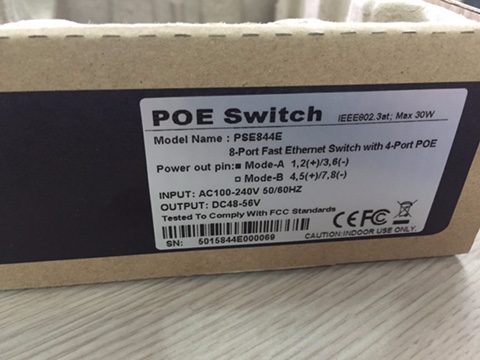 POE Switch IEEE802.3at; Max 30W
Model Name : PSE844E
8-Port Fast Ethernet Switch with 4-Port POE
Power out pin:■ Mode-A 1,2(+)/3,6(-)
□ Mode-B 4,5(+)/7,8(-)
INPUT: AC100-240V 50/60HZ
OUTPUT: DC48-56V
Tested To Comply With FCC Standards
CE FC
SN: 5015844E000069
CAUTION:INDOOR USE ONLY.